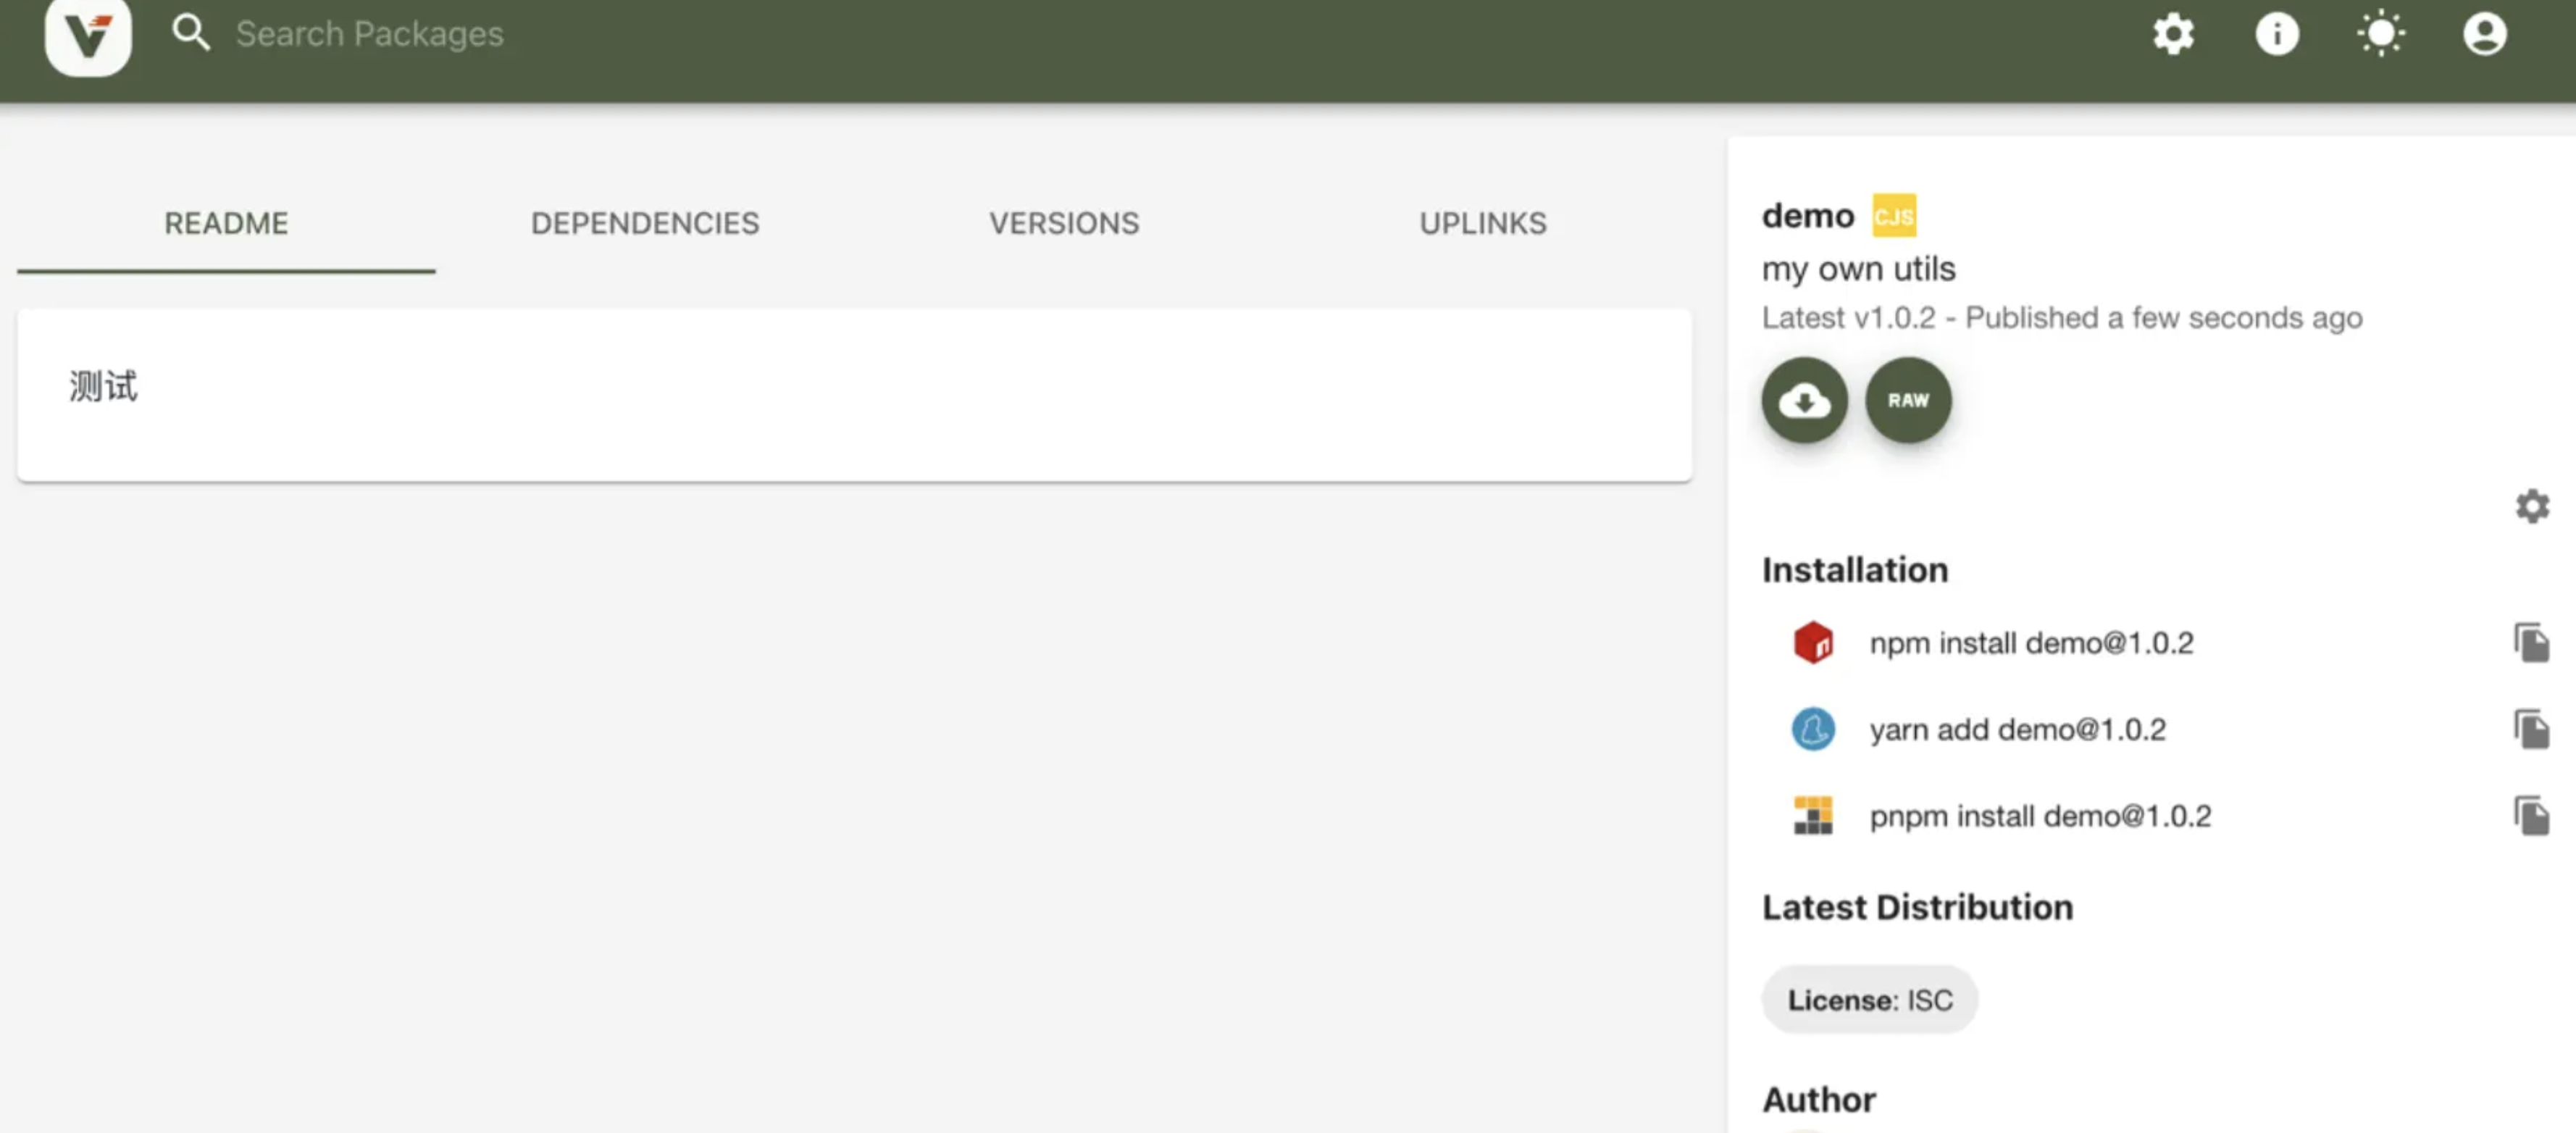 Search Packages
README
DEPENDENCIES
VERSIONS
UPLINKS
测试
demo CJS
my own utils
Latest v1.0.2 - Published a few seconds ago
RAW
Installation
npm install demo@1.0.2
yarn add demo@1.0.2
pnpm install demo@1.0.2
Latest Distribution
License: ISC
Author